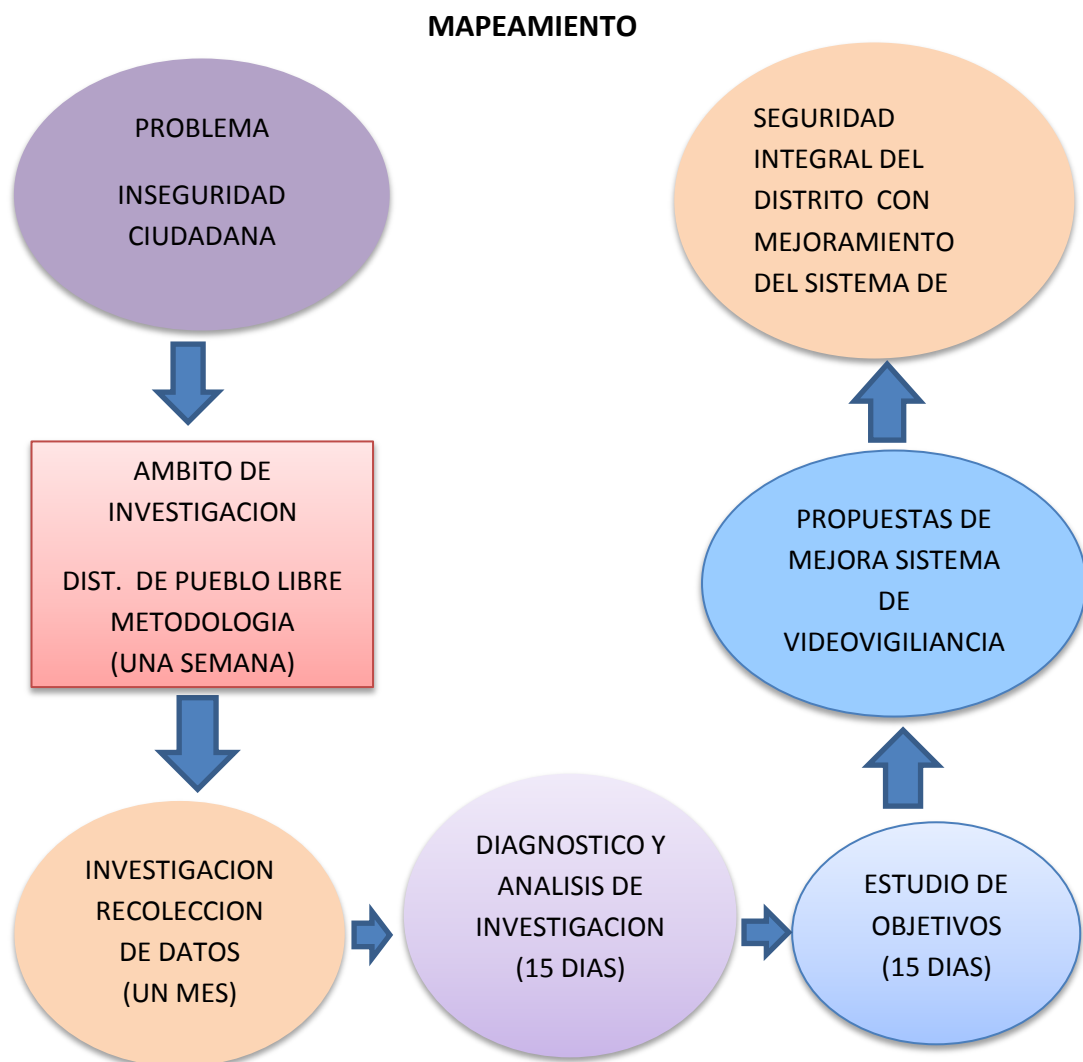 MAPEAMIENTO
PROBLEMA
INSEGURIDAD
CIUDADANA
AMBITO DE
INVESTIGACION
DIST. DE PUEBLO LIBRE
METODOLOGIA
(UNA SEMANA)
INVESTIGACION
RECOLECCION
DE DATOS
(UN MES)
DIAGNOSTICO Y
ANALISIS DE
INVESTIGACION
(15 DIAS)
ESTUDIO DE
OBJETIVOS
(15 DIAS)
PROPUESTAS DE
MEJORA SISTEMA
DE
VIDEOVIGILIANCIA
SEGURIDAD
INTEGRAL DEL
DISTRITO CON
MEJORAMIENTO
DEL SISTEMA DE